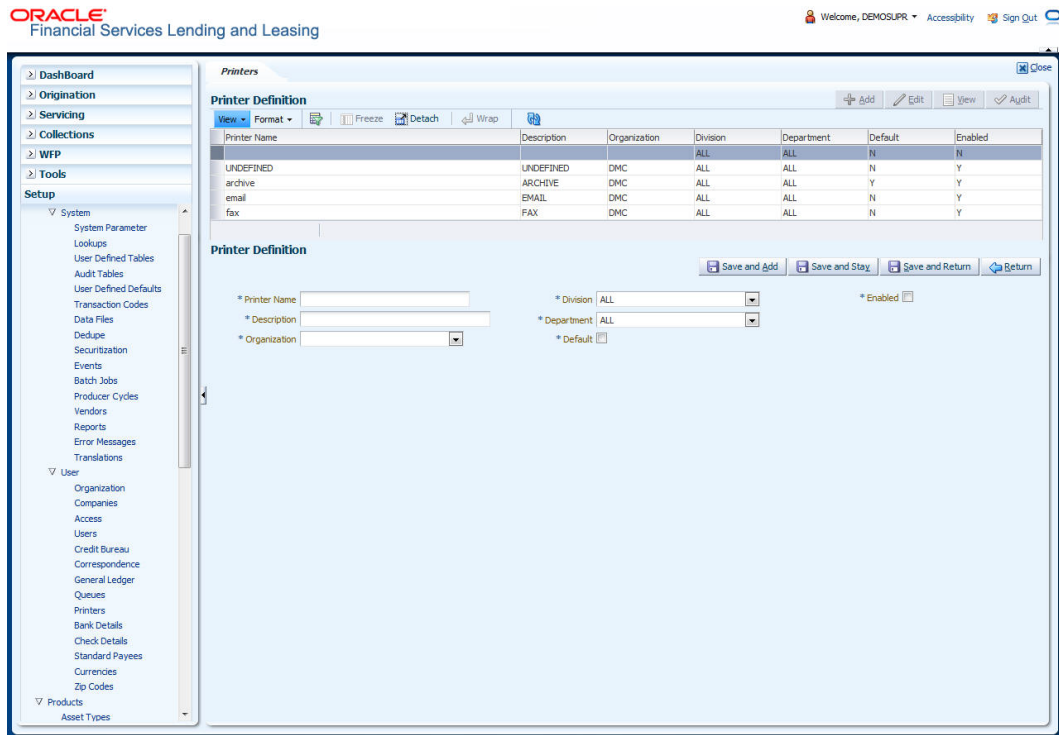 ORACLE
Financial Services Lending and Leasing
Welcome, DEMOSUPR Accessibility Sign Out
DashBoard
Origination
Servicing
Collections
WFP
Tools
Setup
System
System Parameter
Lookups
User Defined Tables
Audit Tables
User Defined Defaults
Transaction Codes
Data Files
Dedupe
Securitization
Events
Batch Jobs
Producer Cycles
Vendors
Reports
Error Messages
Translations
User
Organization
Companies
Access
Users
Credit Bureau
Correspondence
General Ledger
Queues
Printers
Bank Details
Check Details
Standard Payees
Currencies
Zip Codes
Products
Asset Types
Printers
Close
Printer Definition
Add Edit View Audit
View Format Freeze Detach Wrap
Printer Name Description Organization Division Department Default Enabled
ALL ALL N N
UNDEFINED UNDEFINED DMC ALL ALL N Y
archive ARCHIVE DMC ALL ALL Y Y
email EMAIL DMC ALL ALL N Y
fax FAX DMC ALL ALL N Y
Printer Definition
Save and Add Save and Stay Save and Return Return
* Printer Name * Division ALL * Enabled
* Description * Department ALL
* Organization * Default